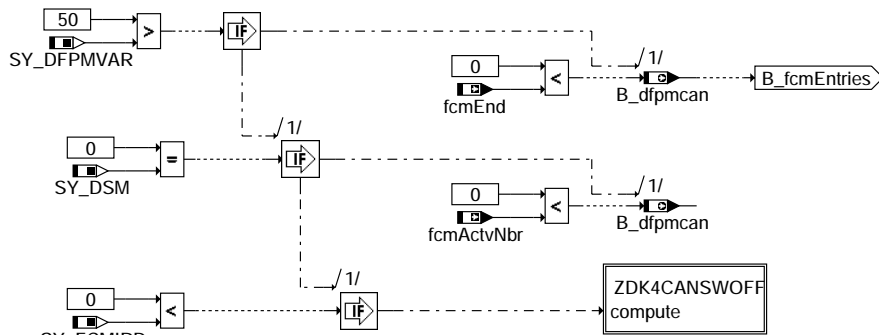 50
>
IF
SY_DFPMVAR
1/
0
<
fcmEnd
B_dfpmcan
B_fcmEntries
1/
0
=
IF
SY_DSM
1/
0
<
fcmActvNbr
B_dfpmcan
1/
0
<
IF
ZDK4CANSWOFF
compute